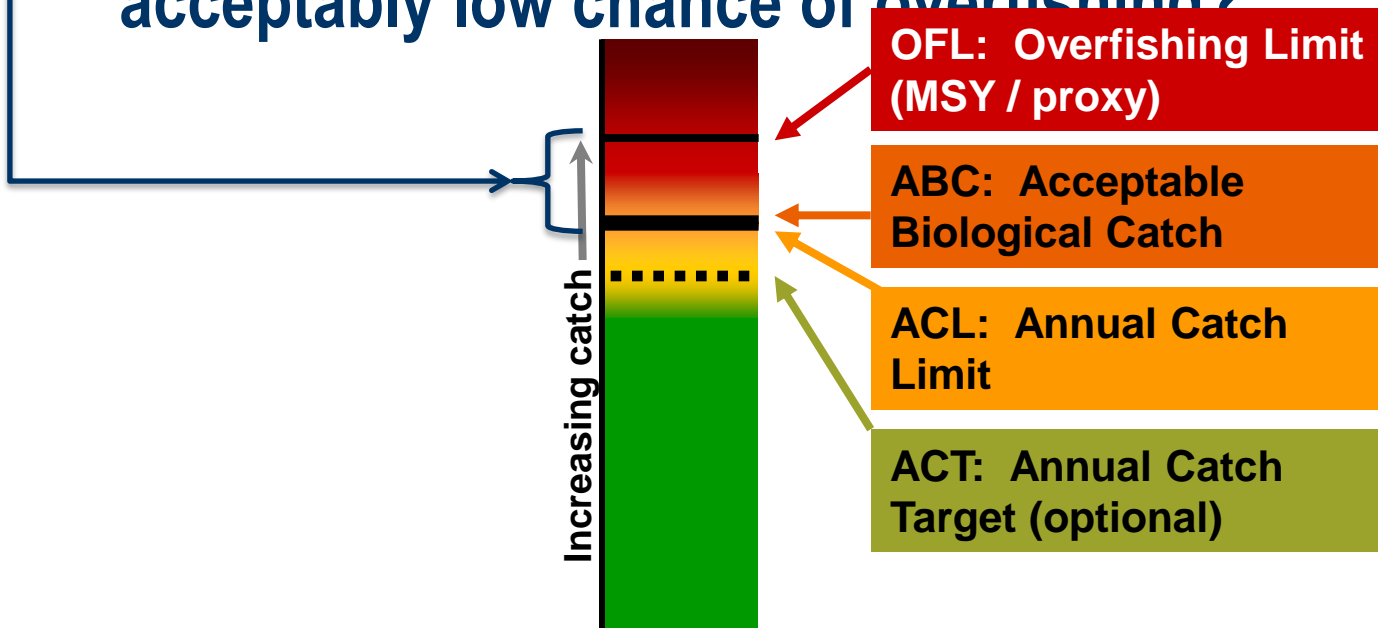 acceptably low chance of overfishing?
OFL: Overfishing Limit
(MSY / proxy)
ABC: Acceptable
Biological Catch
ACL: Annual Catch
Limit
ACT: Annual Catch
Target (optional)
Increasing catch